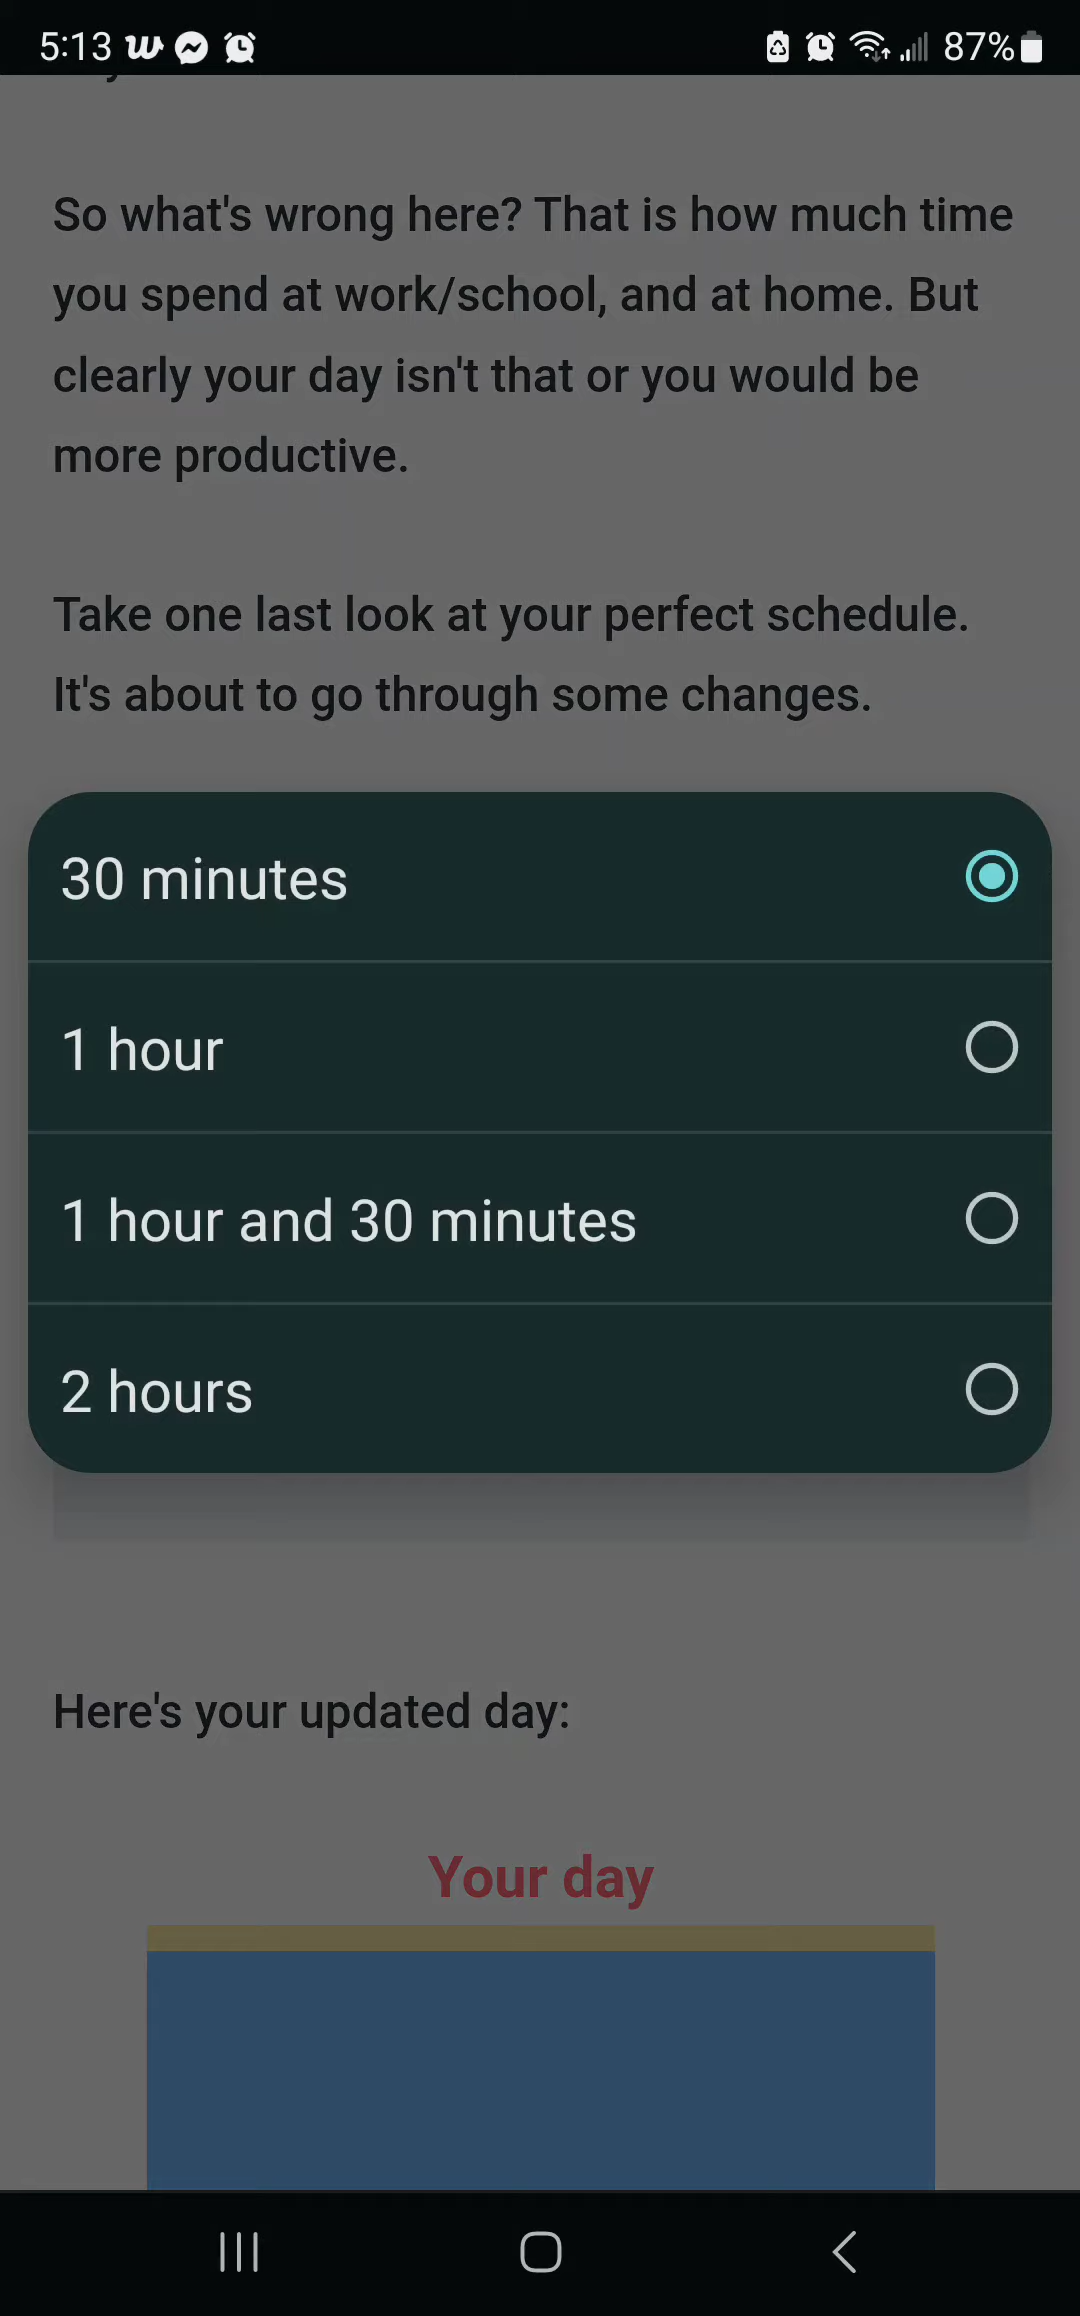 5:13
87%
So what's wrong here? That is how much time
you spend at work/school, and at home. But
clearly your day isn't that or you would be
more productive.
Take one last look at your perfect schedule.
It's about to go through some changes.
30 minutes
1 hour
1 hour and 30 minutes
2 hours
Here's your updated day:
Your day